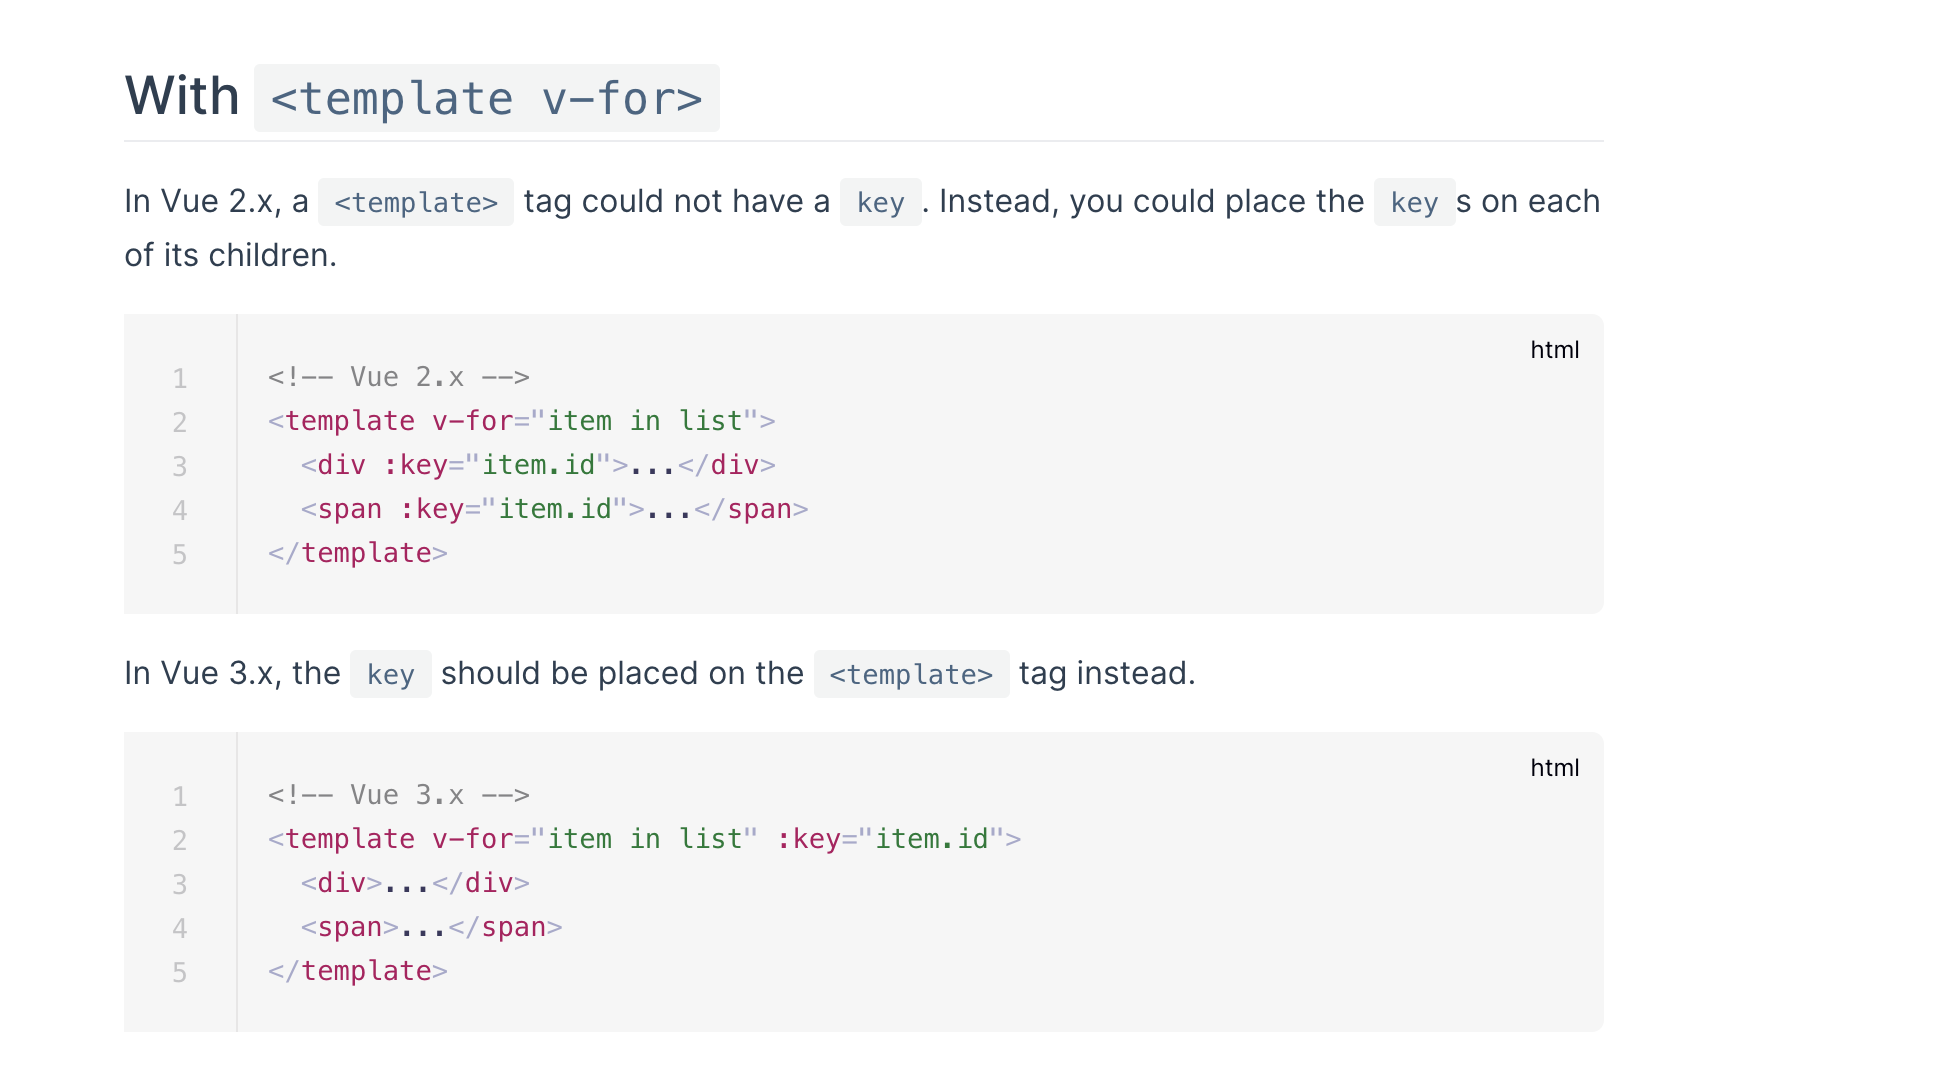 With <template v-for>
In Vue 2.x, a <template> tag could not have a key . Instead, you could place the key s on each
of its children.
html
1 <!-- Vue 2.x -->
2 <template v-for="item in list">
3   <div :key="item.id">...</div>
4   <span :key="item.id">...</span>
5 </template>
In Vue 3.x, the key should be placed on the <template> tag instead.
html
1 <!-- Vue 3.x -->
2 <template v-for="item in list" :key="item.id">
3   <div>...</div>
4   <span>...</span>
5 </template>